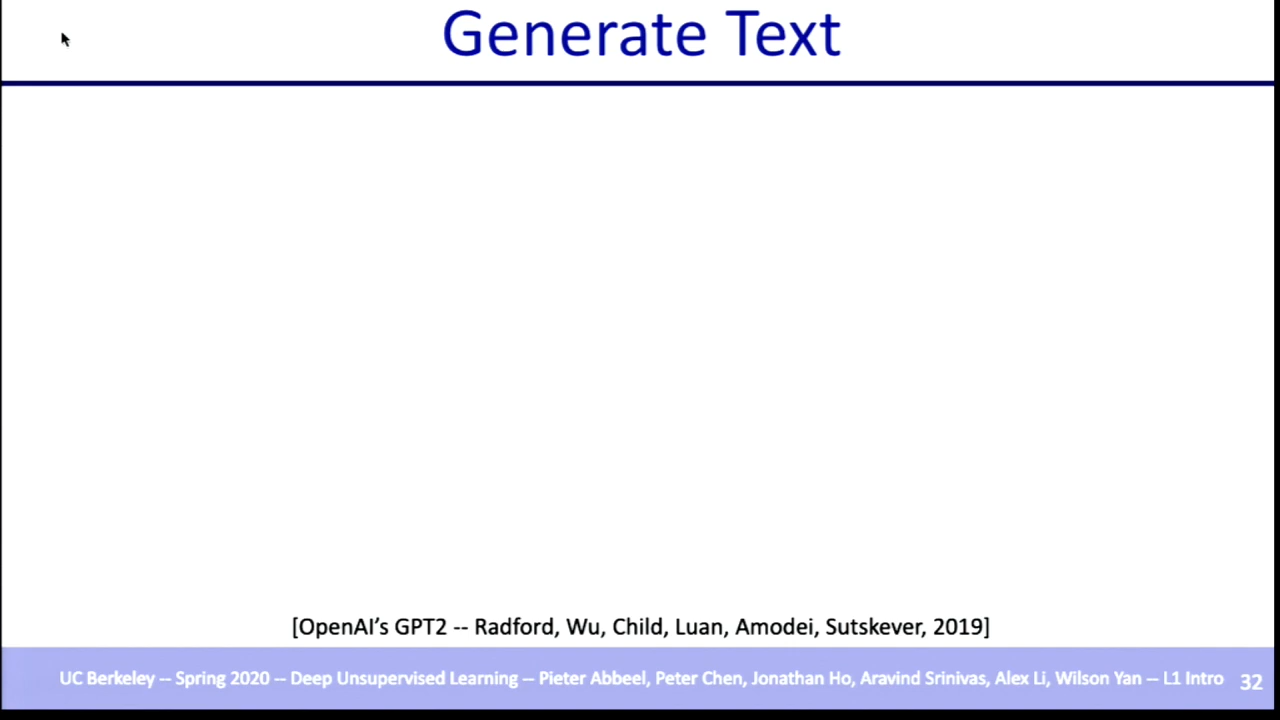 Generate Text
[OpenAI’s GPT2 -- Radford, Wu, Child, Luan, Amodei, Sutskever, 2019]
UC Berkeley -- Spring 2020 -- Deep Unsupervised Learning -- Pieter Abbeel, Peter Chen, Jonathan Ho, Aravind Srinivas, Alex Li, Wilson Yan -- L1 Intro 32